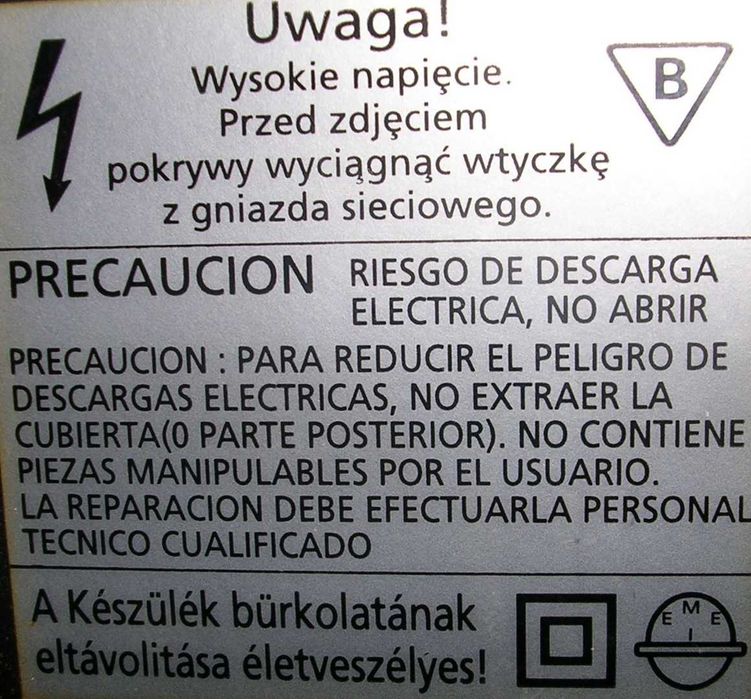 Uwaga!
Wysokie napięcie.
Przed zdjęciem
pokrywy wyciągnąć wtyczkę
z gniazda sieciowego.
B
PRECAUCION
RIESGO DE DESCARGA
ELECTRICA, NO ABRIR
PRECAUCION : PARA REDUCIR EL PELIGRO DE
DESCARGAS ELECTRICAS, NO EXTRAER LA
CUBIERTA(0 PARTE POSTERIOR). NO CONTIENE
PIEZAS MANIPULABLES POR EL USUARIO.
LA REPARACION DEBE EFECTUARLA PERSONAL
TECNICO CUALIFICADO
A Készülék bürkolatának
eltávolitása életveszélyes!
E M E
I